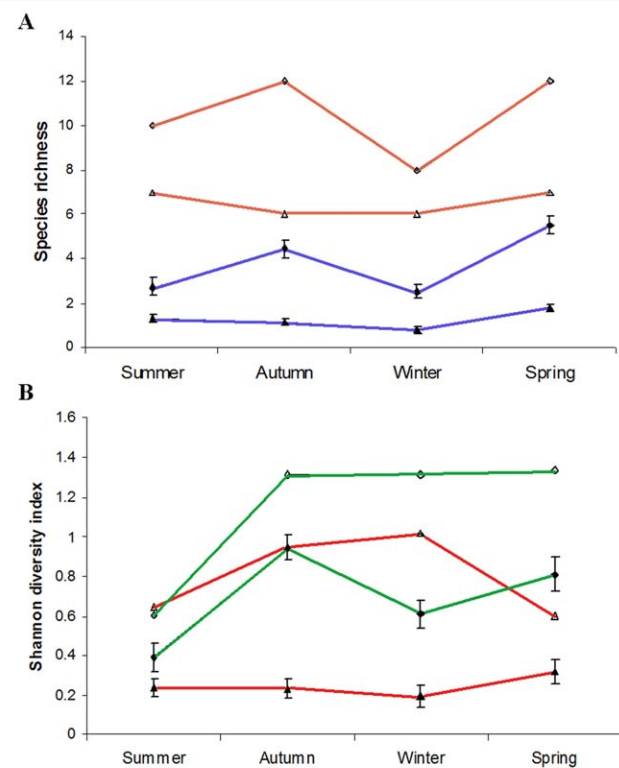 A
Species richness
14
12
10
8
6
4
2
0
Summer Autumn Winter Spring
B
Shannon diversity index
1.6
1.4
1.2
1
0.8
0.6
0.4
0.2
0
Summer Autumn Winter Spring